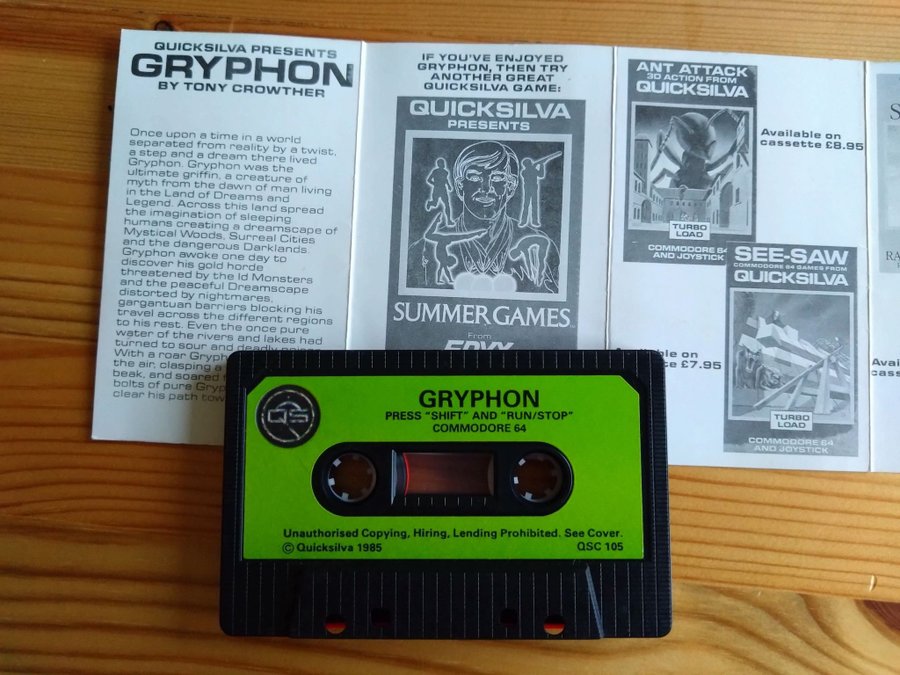 QUICKSILVA PRESENTS
GRYPHON
BY TONY CROWTHER
Once upon a time in a world
separated from reality by a twist,
a step and a dream there lived
Gryphon. Gryphon was the
ultimate griffin, a creature of
myth from the dawn of man living
in the Land of Dreams and
Legend. Across this land spread
the imagination of sleeping
humans creating a dreamscape of
Mystical Woods, Surreal Cities
and the dangerous Darklands.
Gryphon awoke one day to
discover his gold horde
threatened by the Id Monsters
and the peaceful Dreamscape
distorted by nightmares,
gargantuan barriers blocking his
travel across the different regions
to his rest. Even the once pure
water of the rivers and lakes had
turned to sour and deadly
With a roar
the air, clasping a
beak, and soared
bolts of pure
clear his path
IF YOU'VE ENJOYED
GRYPHON, THEN TRY
ANOTHER GREAT
QUICKSILVA GAME:
QUICKSILVA
PRESENTS
SUMMER GAMES
From
EPYX
ANT ATTACK
3D ACTION FROM
QUICKSILVA
TURBO
LOAD
COMMODORE 64
AND JOYSTICK
Available on
cassette £8.95
SEE-SAW
COMMODORE 64 GAMES FROM
QUICKSILVA
TURBO
LOAD
COMMODORE 64
AND JOYSTICK
on
cassette £7.95
QS
GRYPHON
PRESS "SHIFT" AND "RUN/STOP"
COMMODORE 64
Unauthorised Copying, Hiring, Lending Prohibited. See Cover.
© Quicksilva 1985 QSC 105